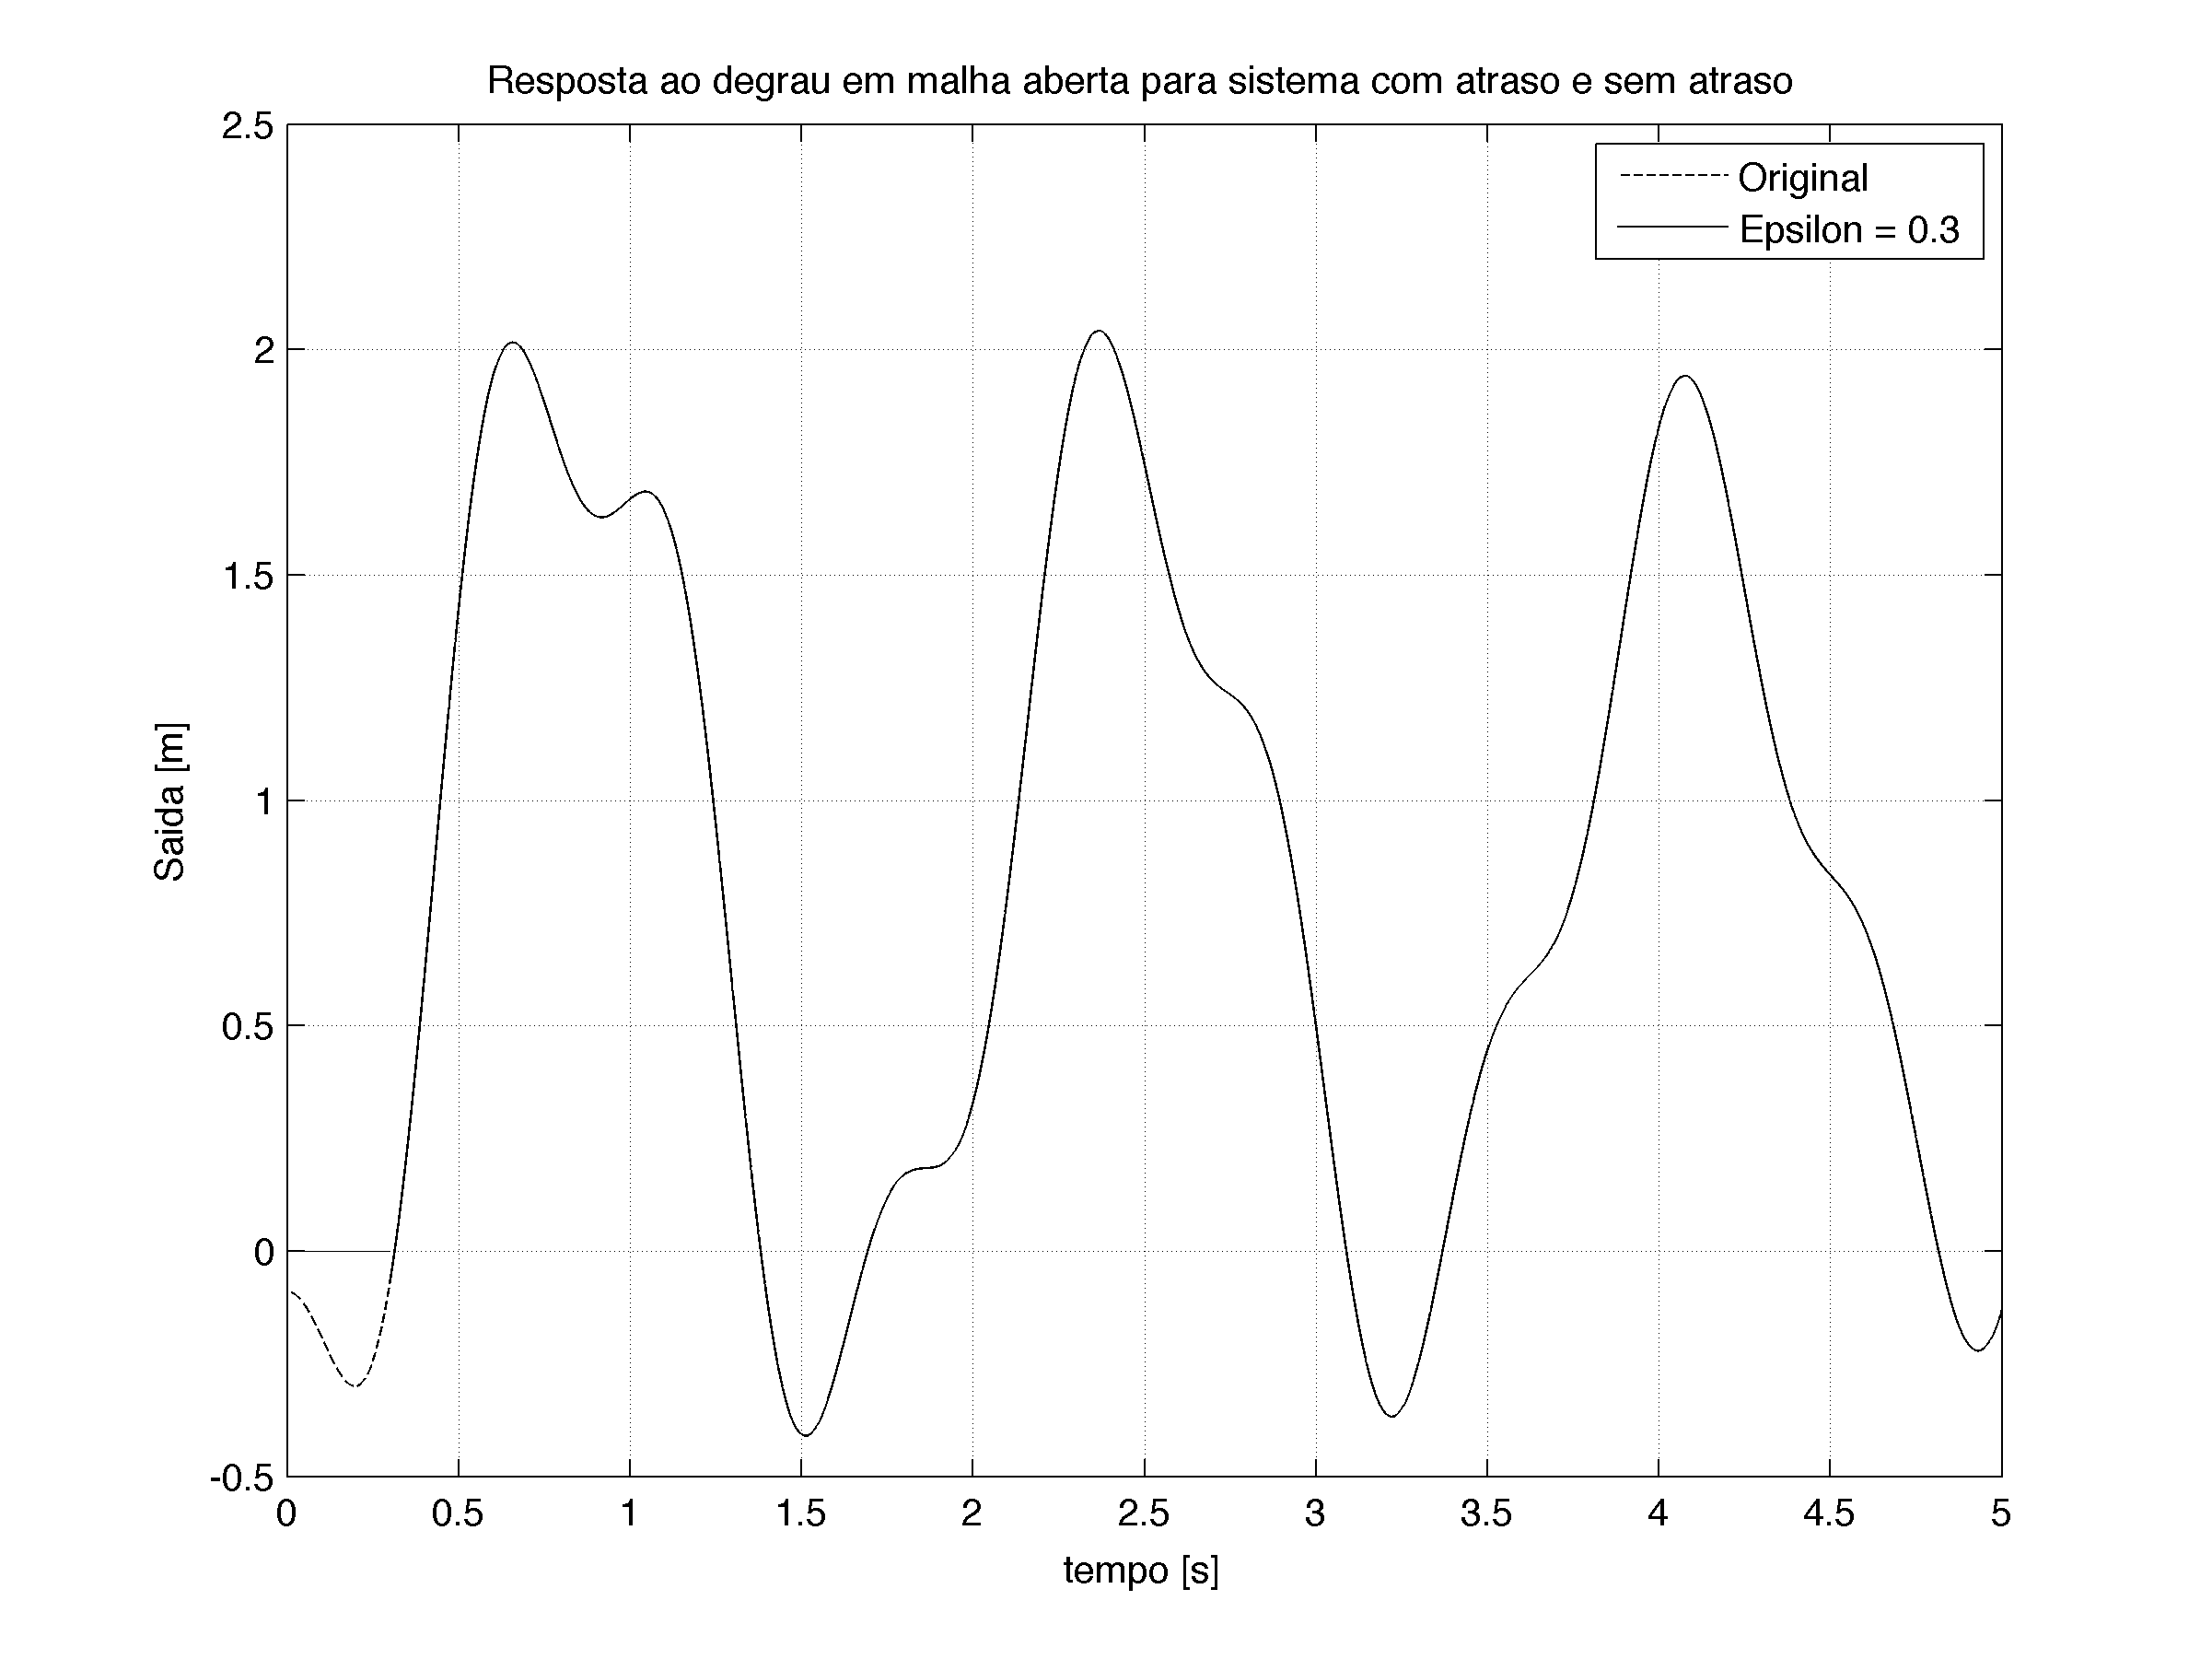 Resposta ao degrau em malha aberta para sistema com atraso e sem atraso
2.5
2
1.5
1
0.5
0
-0.5
Saida [m]
Original
Epsilon = 0.3
0 0.5 1 1.5 2 2.5 3 3.5 4 4.5 5
tempo [s]